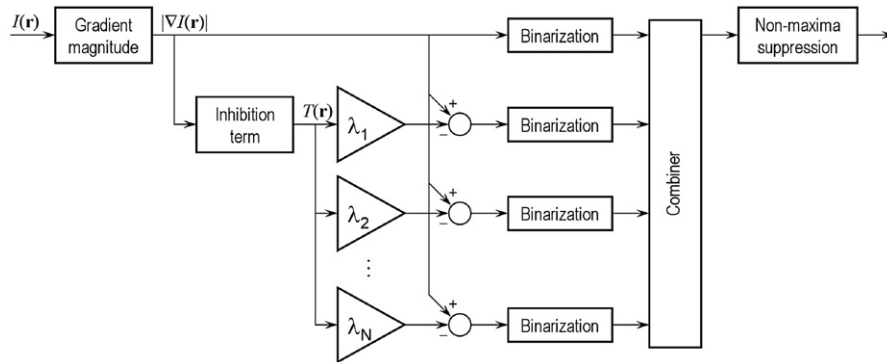 I(r)
Gradient
magnitude
|∇I(r)|
Binarization
Non-maxima
suppression
Inhibition
term
T(r)
λ1
+
−
Binarization
Combiner
λ2
+
−
Binarization
⋮
λN
+
−
Binarization